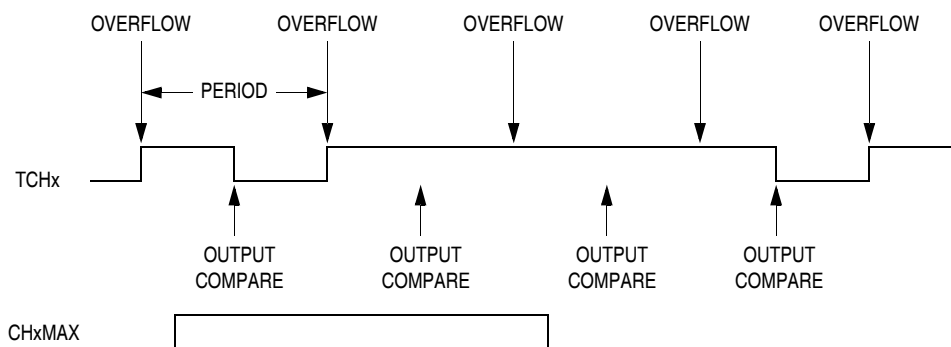 OVERFLOW OVERFLOW OVERFLOW OVERFLOW OVERFLOW
PERIOD
TCHx
OUTPUT COMPARE
OUTPUT COMPARE
OUTPUT COMPARE
OUTPUT COMPARE
CHxMAX